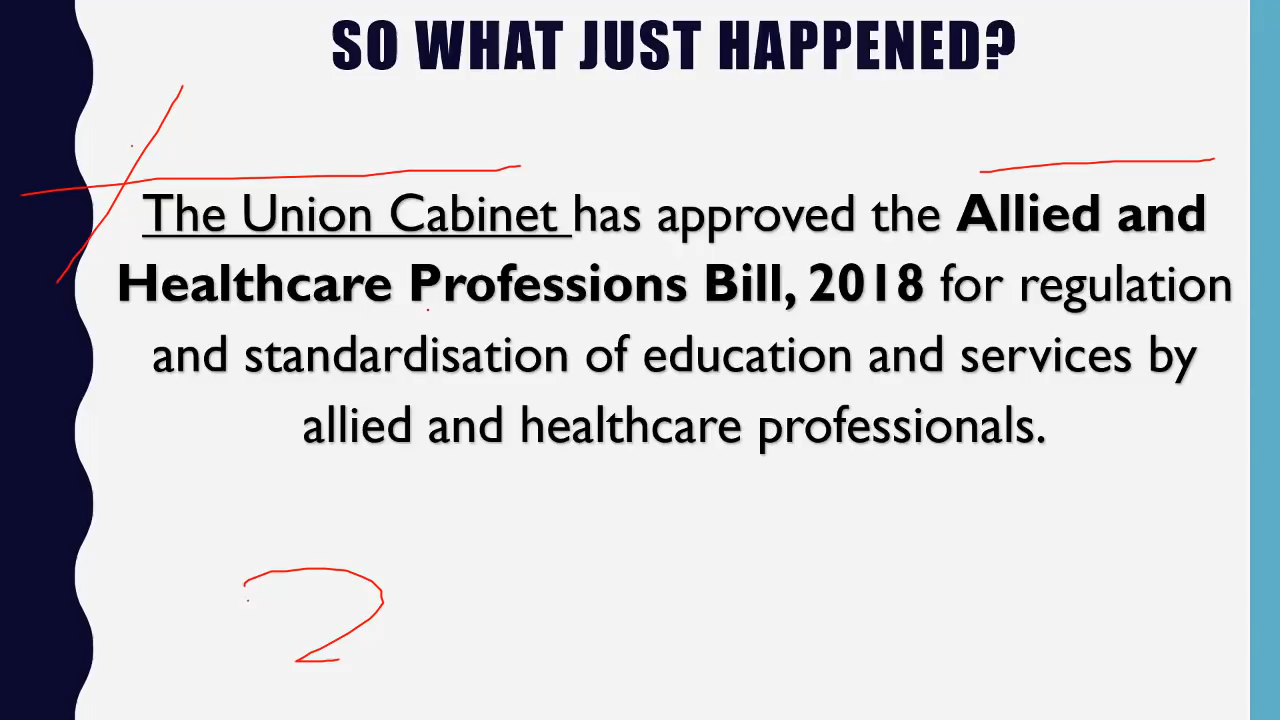 SO WHAT JUST HAPPENED?
The Union Cabinet has approved the Allied and
Healthcare Professions Bill, 2018 for regulation
and standardisation of education and services by
allied and healthcare professionals.
2